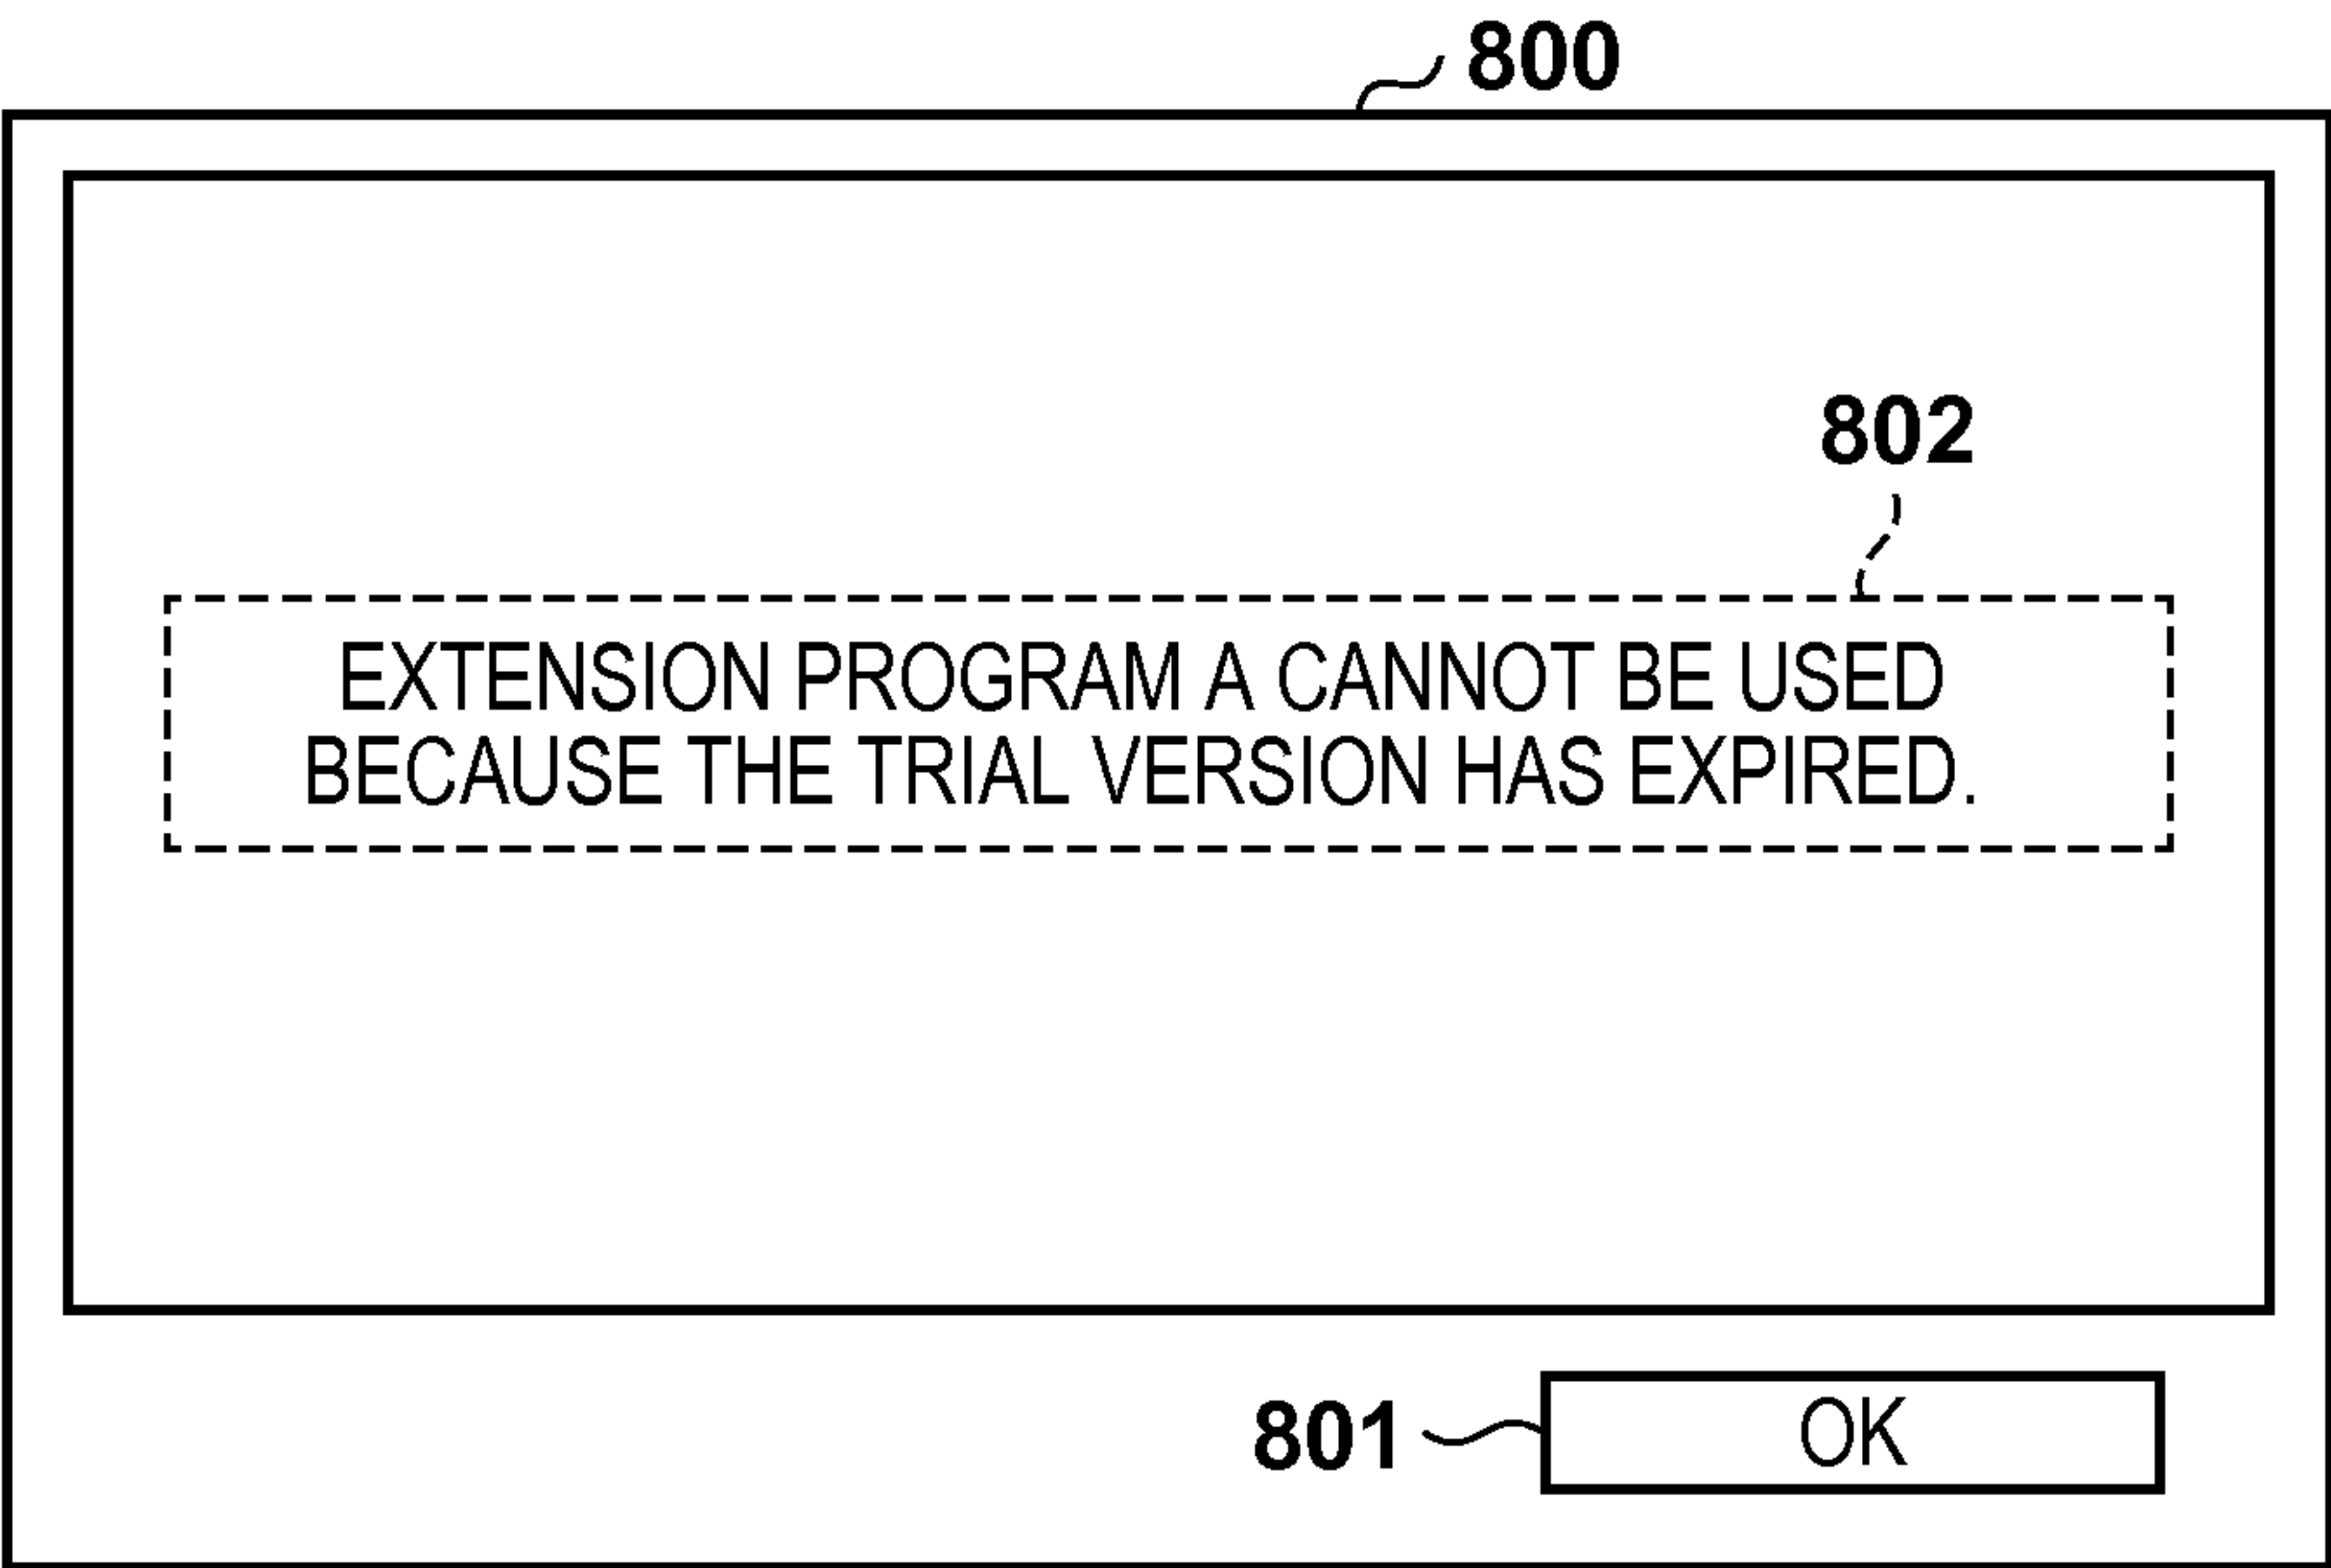 800
802
EXTENSION PROGRAM A CANNOT BE USED
BECAUSE THE TRIAL VERSION HAS EXPIRED.
801
OK